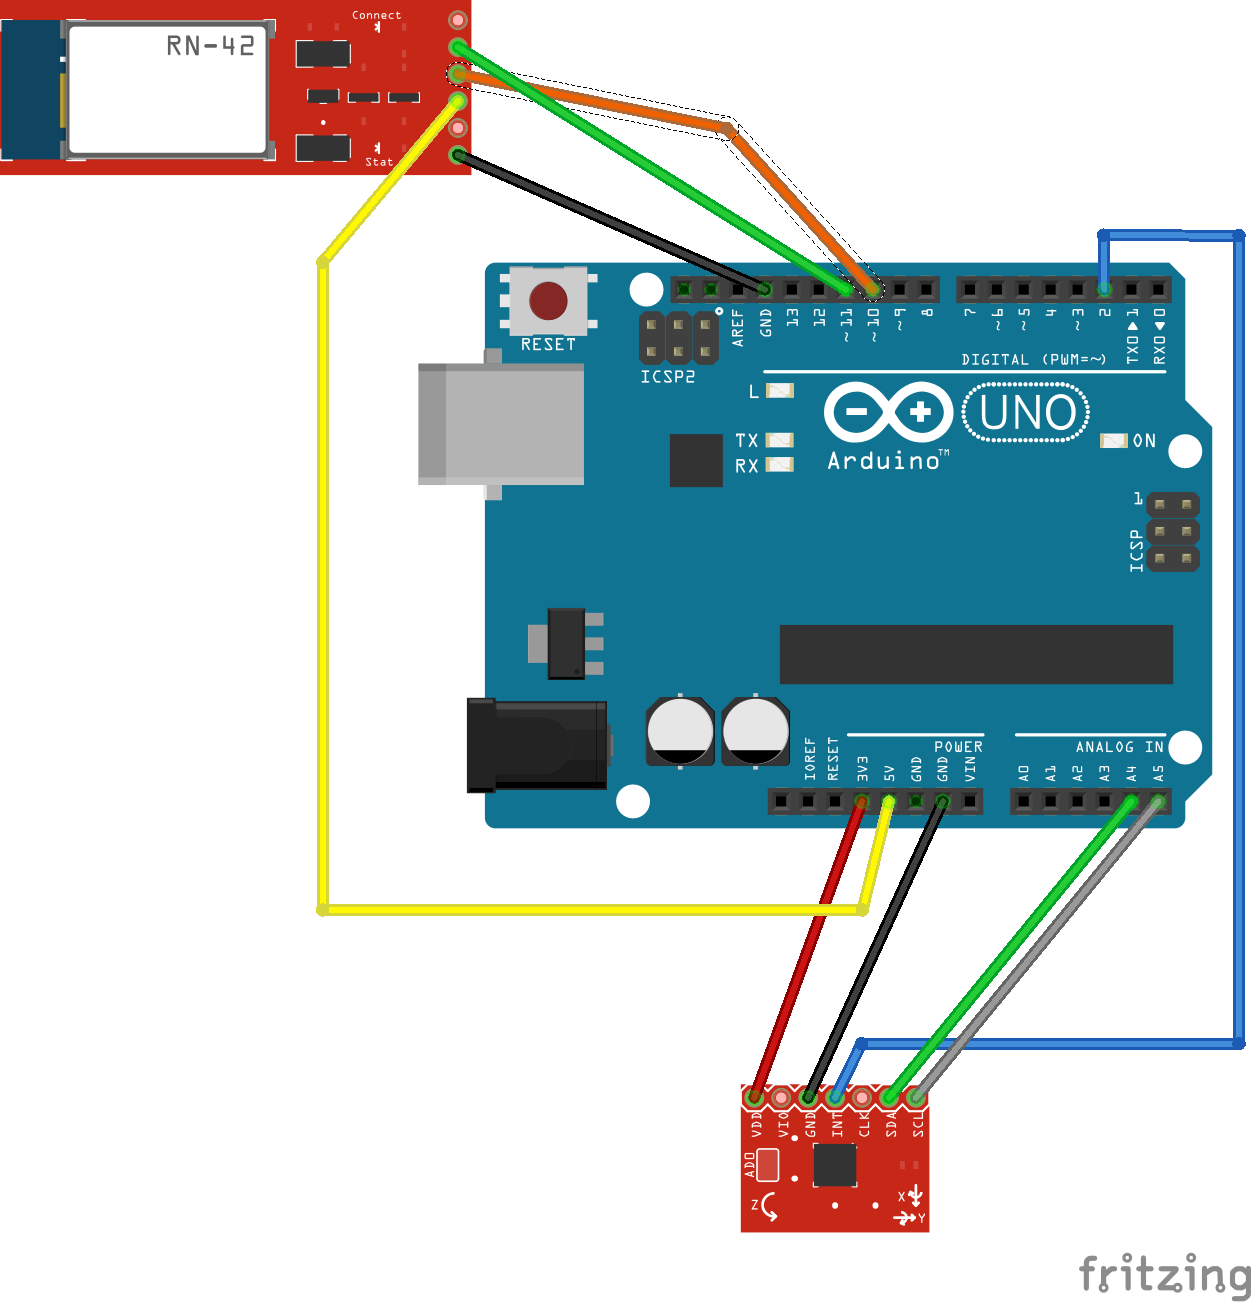 Connect
RN-42
Stat
RESET
ICSP2
AREF
GND
13
12
~11
~10
~9
8
7
~6
~5
4
~3
2
TX0▶1
RX0◀0
DIGITAL (PWM=~)
L
TX
RX
UNO
Arduino™
ON
1
ICSP
IOREF
RESET
3V3
5V
GND
GND
VIN
POWER
A0
A1
A2
A3
A4
A5
ANALOG IN
VDD
VIO
GND
INT
CLK
SDA
SCL
AD0
Z
X
Y
fritzing